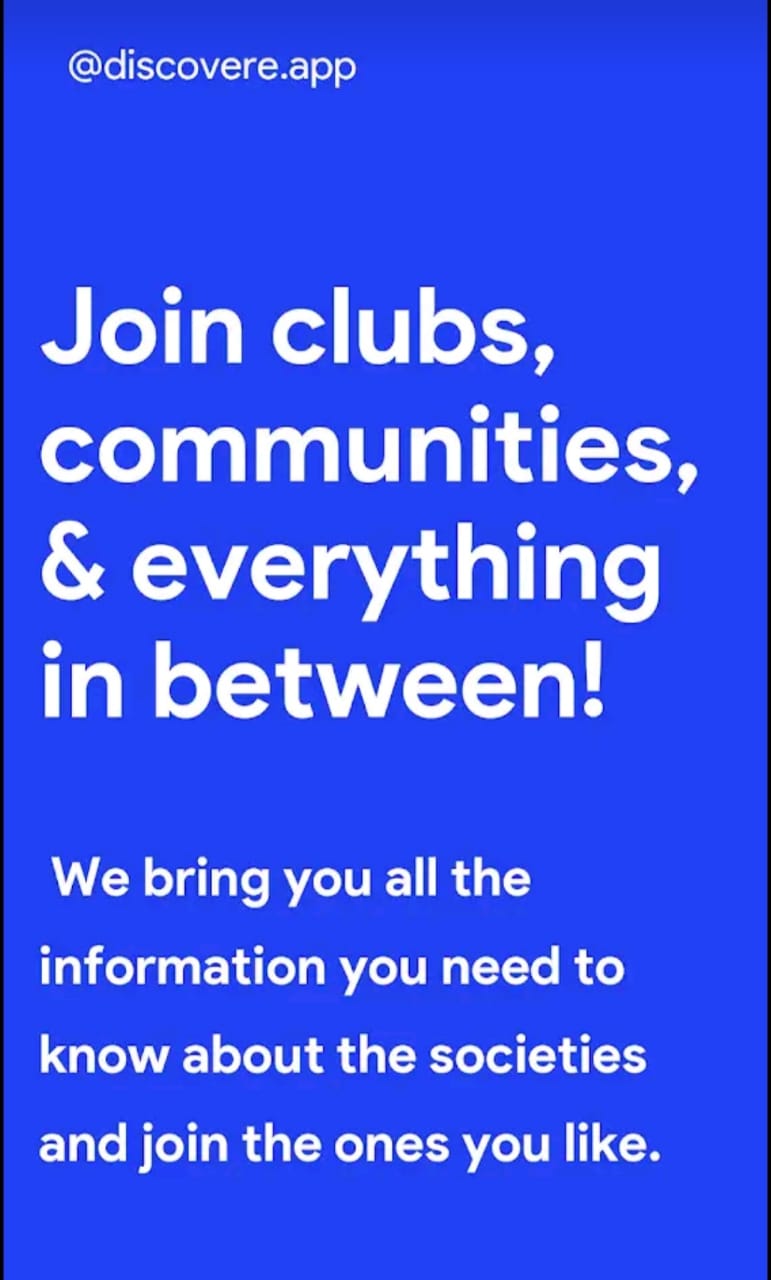 @discovere.app
Join clubs,
communities,
& everything
in between!
We bring you all the
information you need to
know about the societies
and join the ones you like.